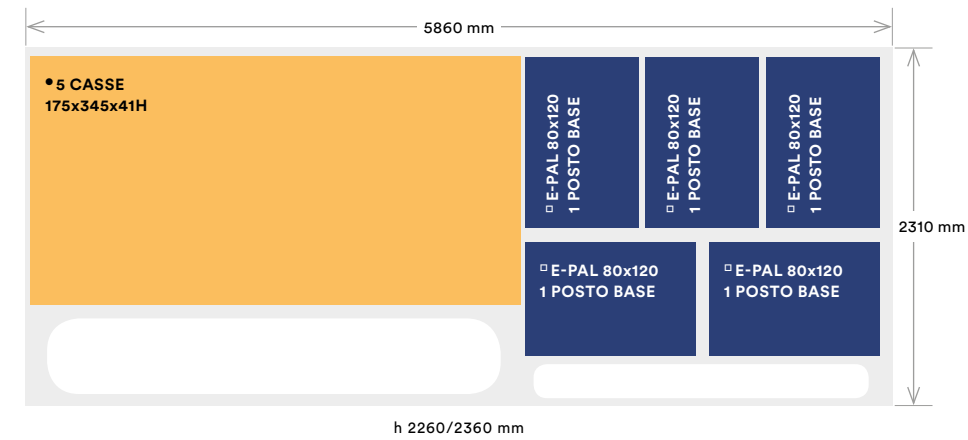 5860 mm
• 5 CASSE
175x345x41H
□ E-PAL 80x120
1 POSTO BASE
□ E-PAL 80x120
1 POSTO BASE
□ E-PAL 80x120
1 POSTO BASE
2310 mm
□ E-PAL 80x120
1 POSTO BASE
□ E-PAL 80x120
1 POSTO BASE
h 2260/2360 mm